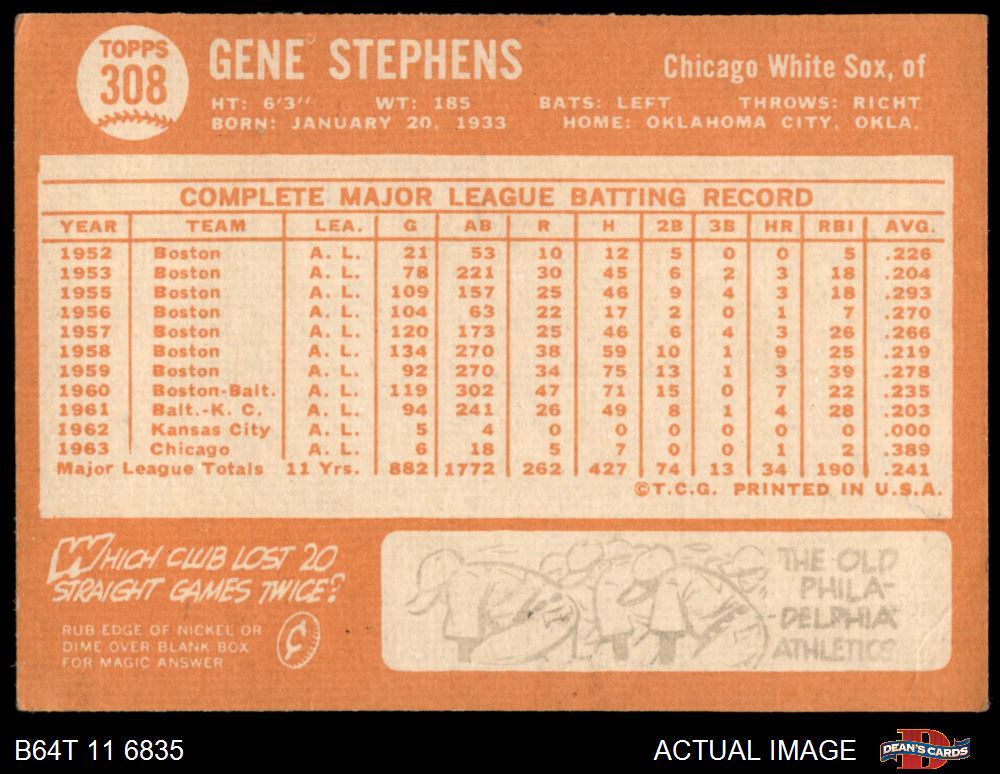 TOPPS
308
GENE STEPHENS
Chicago White Sox, of
HT: 6'3" WT: 185 BATS: LEFT THROWS: RIGHT
BORN: JANUARY 20, 1933 HOME: OKLAHOMA CITY, OKLA.
COMPLETE MAJOR LEAGUE BATTING RECORD
YEAR TEAM LEA. G AB R H 2B 3B HR RBI AVG.
1952 Boston A. L. 21 53 10 12 5 0 0 5 .226
1953 Boston A. L. 78 221 30 45 6 2 3 18 .204
1955 Boston A. L. 109 157 25 46 9 4 3 18 .293
1956 Boston A. L. 104 63 22 17 2 0 1 7 .270
1957 Boston A. L. 120 173 25 46 6 4 3 26 .266
1958 Boston A. L. 134 270 38 59 10 1 9 25 .219
1959 Boston A. L. 92 270 34 75 13 1 3 39 .278
1960 Boston-Balt. A. L. 119 302 47 71 15 0 7 22 .235
1961 Balt.-K. C. A. L. 94 241 26 49 8 1 4 28 .203
1962 Kansas City A. L. 5 4 0 0 0 0 0 0 .000
1963 Chicago A. L. 6 18 5 7 0 0 1 2 .389
Major League Totals 11 Yrs. 882 1772 262 427 74 13 34 190 .241
©T.C.G. PRINTED IN U.S.A.
WHICH CLUB LOST 20
STRAIGHT GAMES TWICE?
RUB EDGE OF NICKEL OR
DIME OVER BLANK BOX
FOR MAGIC ANSWER
THE OLD
PHILA-
-DELPHIA
ATHLETICS
B64T 11 6835
ACTUAL IMAGE
DEAN'S CARDS